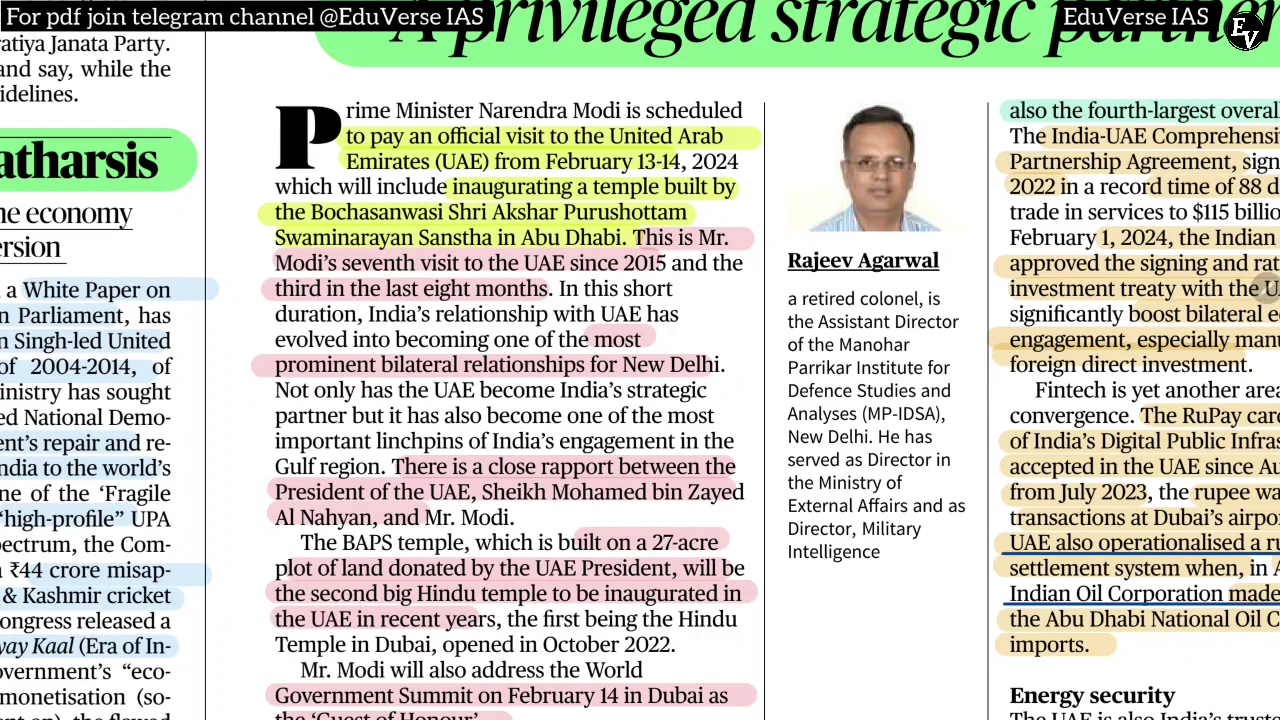 For pdf join telegram channel @EduVerse IAS
EduVerse IAS
EV
A privileged strategic
ratiya Janata Party.
and say, while the
idelines.
atharsis
ne economy
ersion
a White Paper on
n Parliament, has
n Singh-led United
of 2004-2014, of
inistry has sought
ed National Demo-
ent's repair and re-
ndia to the world's
ne of the 'Fragile
"high-profile" UPA
pectrum, the Com-
₹44 crore misap-
& Kashmir cricket
ongress released a
yay Kaal (Era of In-
overnment's "eco-
monetisation (so-
Prime Minister Narendra Modi is scheduled
to pay an official visit to the United Arab
Emirates (UAE) from February 13-14, 2024
which will include inaugurating a temple built by
the Bochasanwasi Shri Akshar Purushottam
Swaminarayan Sanstha in Abu Dhabi. This is Mr.
Modi's seventh visit to the UAE since 2015 and the
third in the last eight months. In this short
duration, India's relationship with UAE has
evolved into becoming one of the most
prominent bilateral relationships for New Delhi.
Not only has the UAE become India's strategic
partner but it has also become one of the most
important linchpins of India's engagement in the
Gulf region. There is a close rapport between the
President of the UAE, Sheikh Mohamed bin Zayed
Al Nahyan, and Mr. Modi.
The BAPS temple, which is built on a 27-acre
plot of land donated by the UAE President, will be
the second big Hindu temple to be inaugurated in
the UAE in recent years, the first being the Hindu
Temple in Dubai, opened in October 2022.
Mr. Modi will also address the World
Government Summit on February 14 in Dubai as
the 'Guest of Honour'.
Rajeev Agarwal
a retired colonel, is
the Assistant Director
of the Manohar
Parrikar Institute for
Defence Studies and
Analyses (MP-IDSA),
New Delhi. He has
served as Director in
the Ministry of
External Affairs and as
Director, Military
Intelligence
also the fourth-largest overal
The India-UAE Comprehensi
Partnership Agreement, sign
2022 in a record time of 88 d
trade in services to $115 billio
February 1, 2024, the Indian
approved the signing and rat
investment treaty with the U
significantly boost bilateral e
engagement, especially manu
foreign direct investment.
Fintech is yet another area
convergence. The RuPay car
of India's Digital Public Infras
accepted in the UAE since Au
from July 2023, the rupee wa
transactions at Dubai's airpo
UAE also operationalised a ru
settlement system when, in A
Indian Oil Corporation made
the Abu Dhabi National Oil C
imports.
Energy security
The UAE is also India's trust